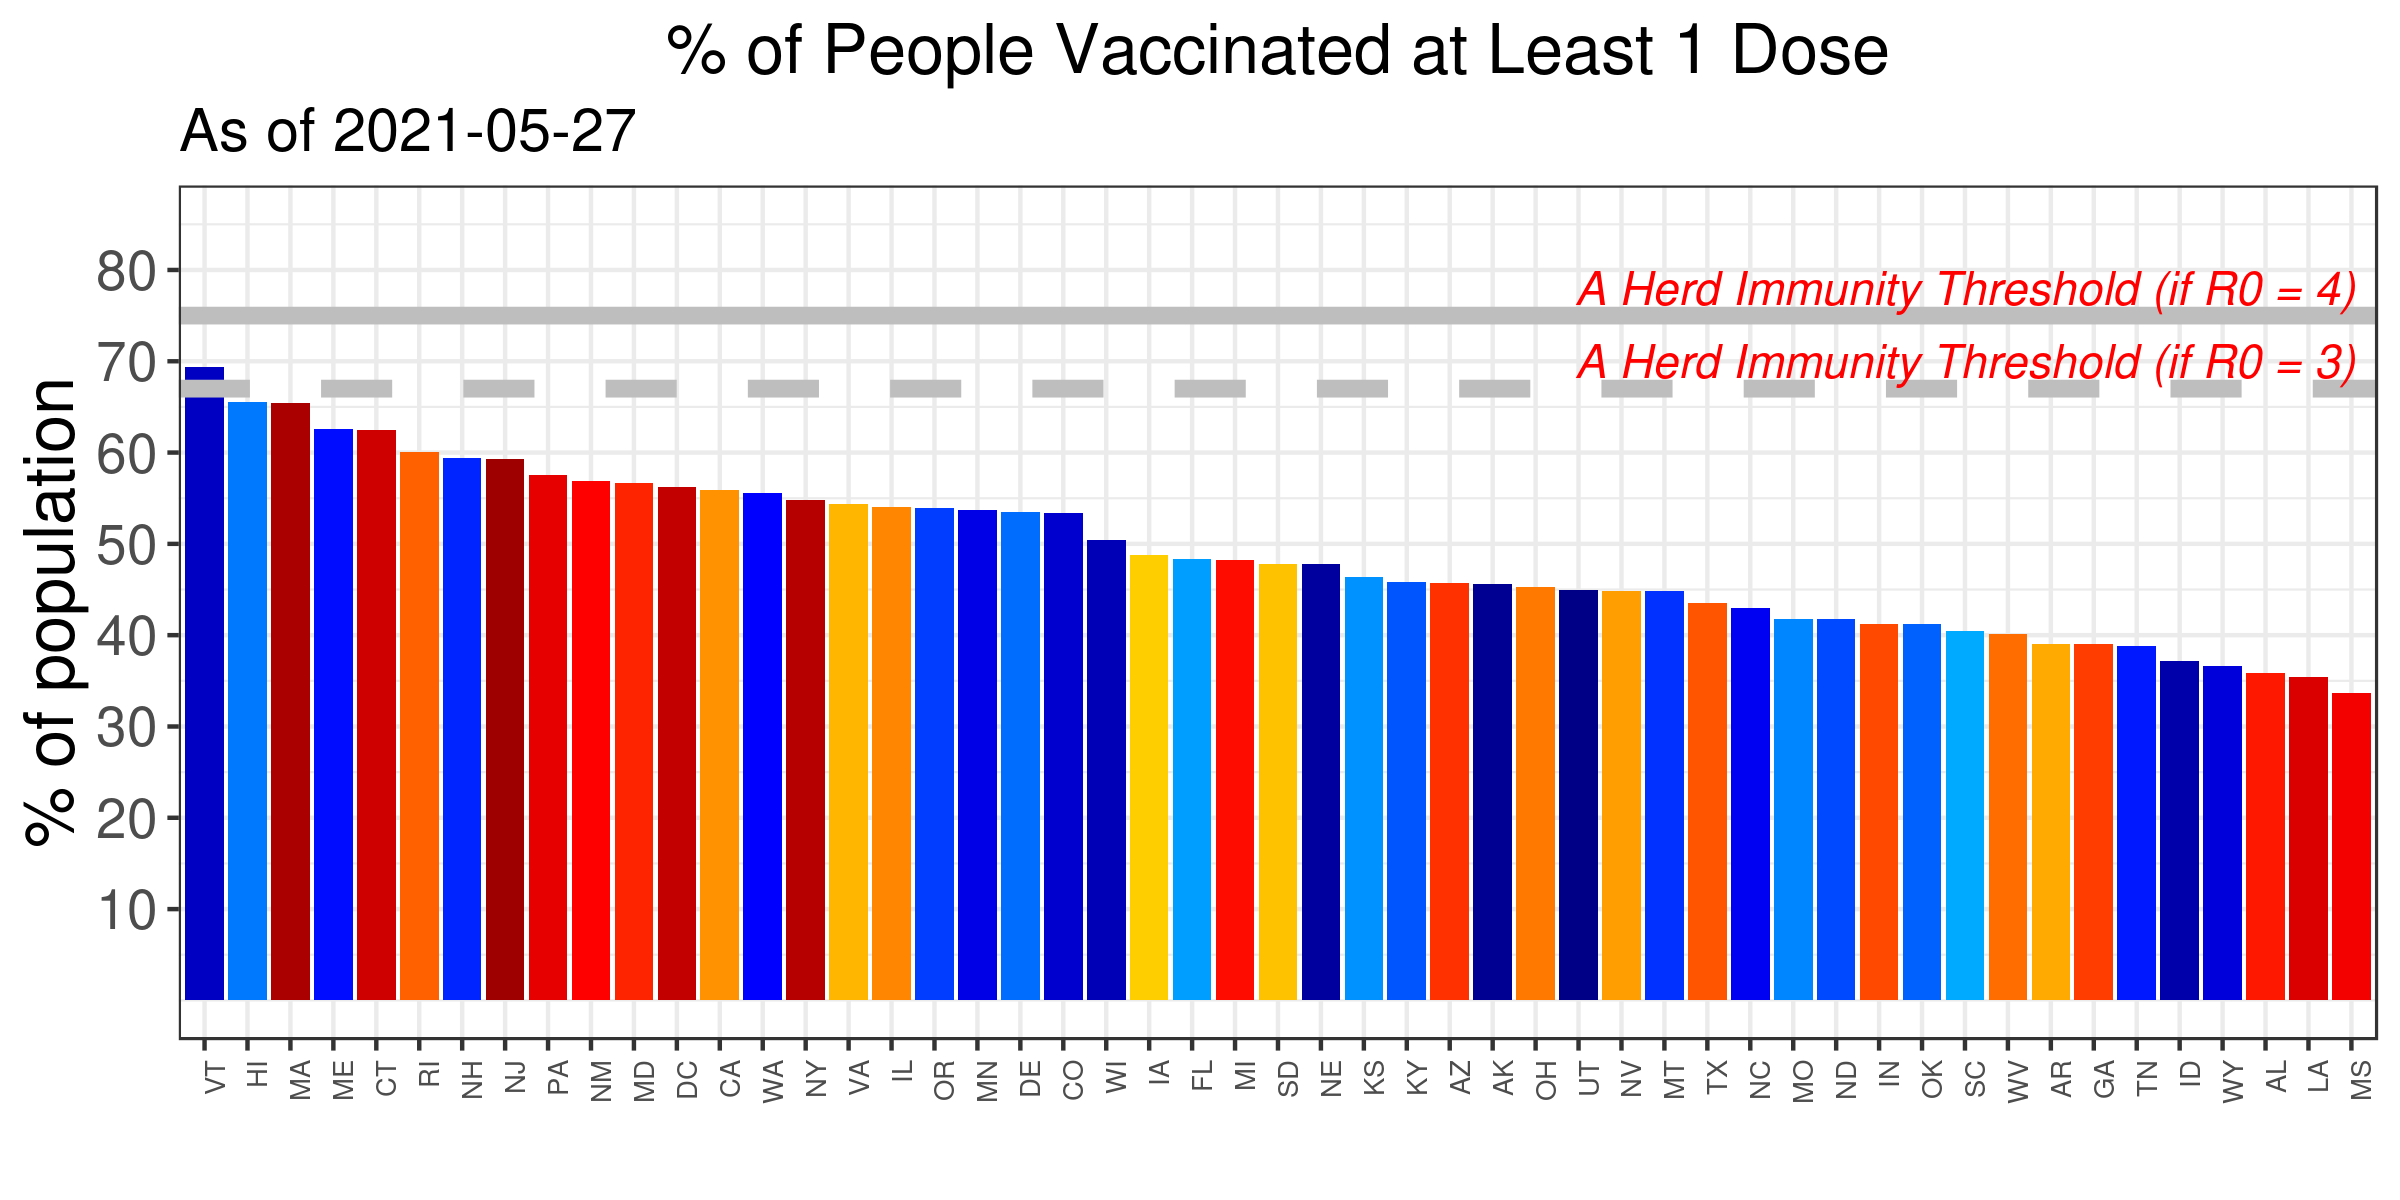 % of People Vaccinated at Least 1 Dose
As of 2021-05-27
% of population
80
70
60
50
40
30
20
10
A Herd Immunity Threshold (if R0 = 4)
A Herd Immunity Threshold (if R0 = 3)
VT HI MA ME CT RI NH NJ PA NM MD DC CA WA NY VA IL OR MN DE CO WI IA FL MI SD NE KS KY AZ AK OH UT NV MT TX NC MO ND IN OK SC WV AR GA TN ID WY AL LA MS